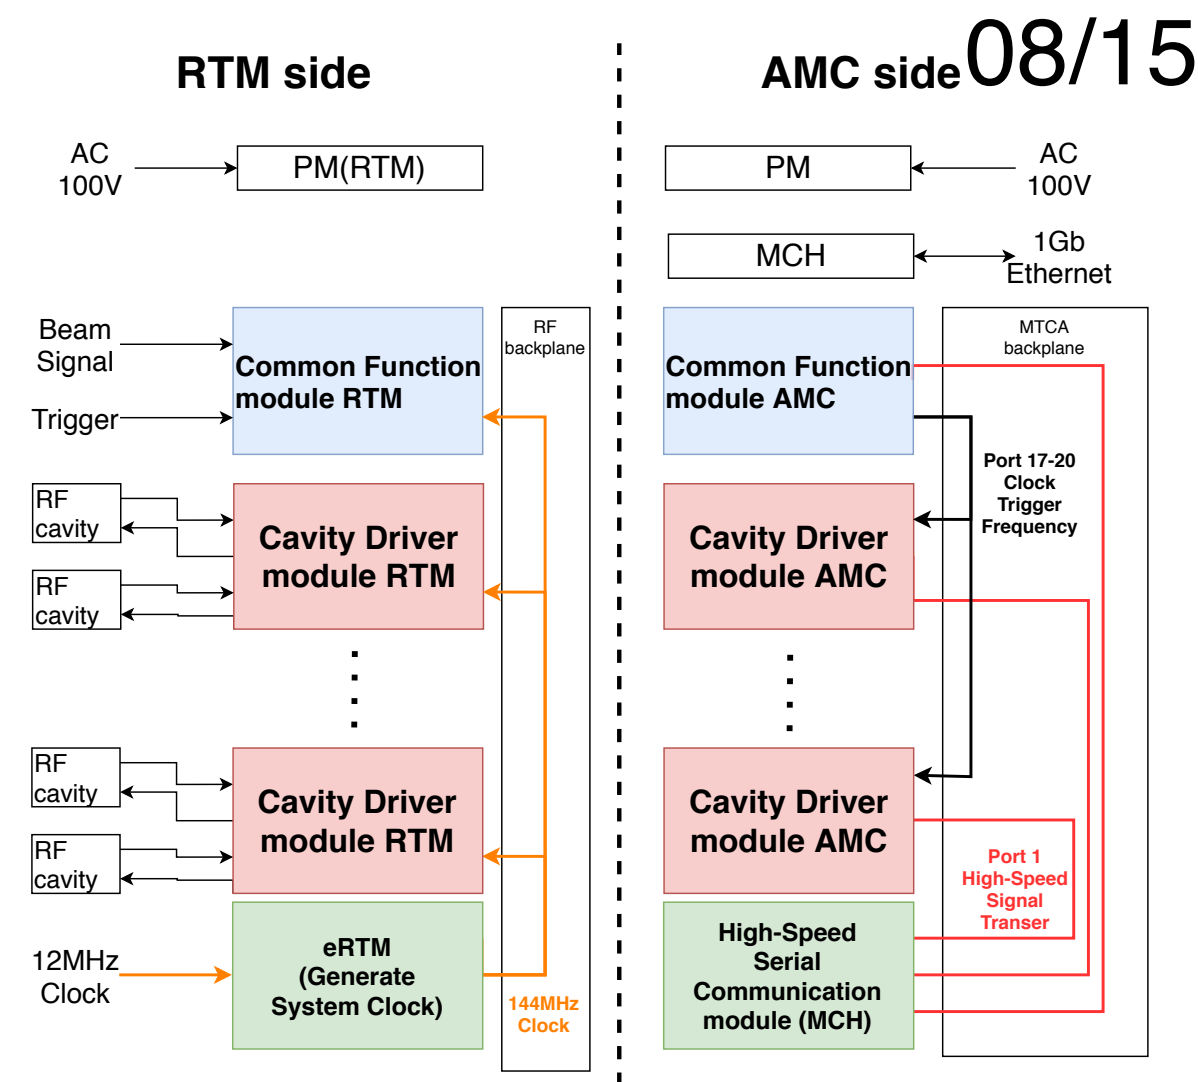 RTM side
AMC side
08/15
AC
100V
PM(RTM)
PM
AC
100V
MCH
1Gb
Ethernet
Beam
Signal
Trigger
Common Function
module RTM
RF
backplane
Common Function
module AMC
MTCA
backplane
Port 17-20
Clock
Trigger
Frequency
RF
cavity
RF
cavity
Cavity Driver
module RTM
Cavity Driver
module AMC
RF
cavity
RF
cavity
Cavity Driver
module RTM
Cavity Driver
module AMC
Port 1
High-Speed
Signal
Transer
12MHz
Clock
eRTM
(Generate
System Clock)
144MHz
Clock
High-Speed
Serial
Communication
module (MCH)